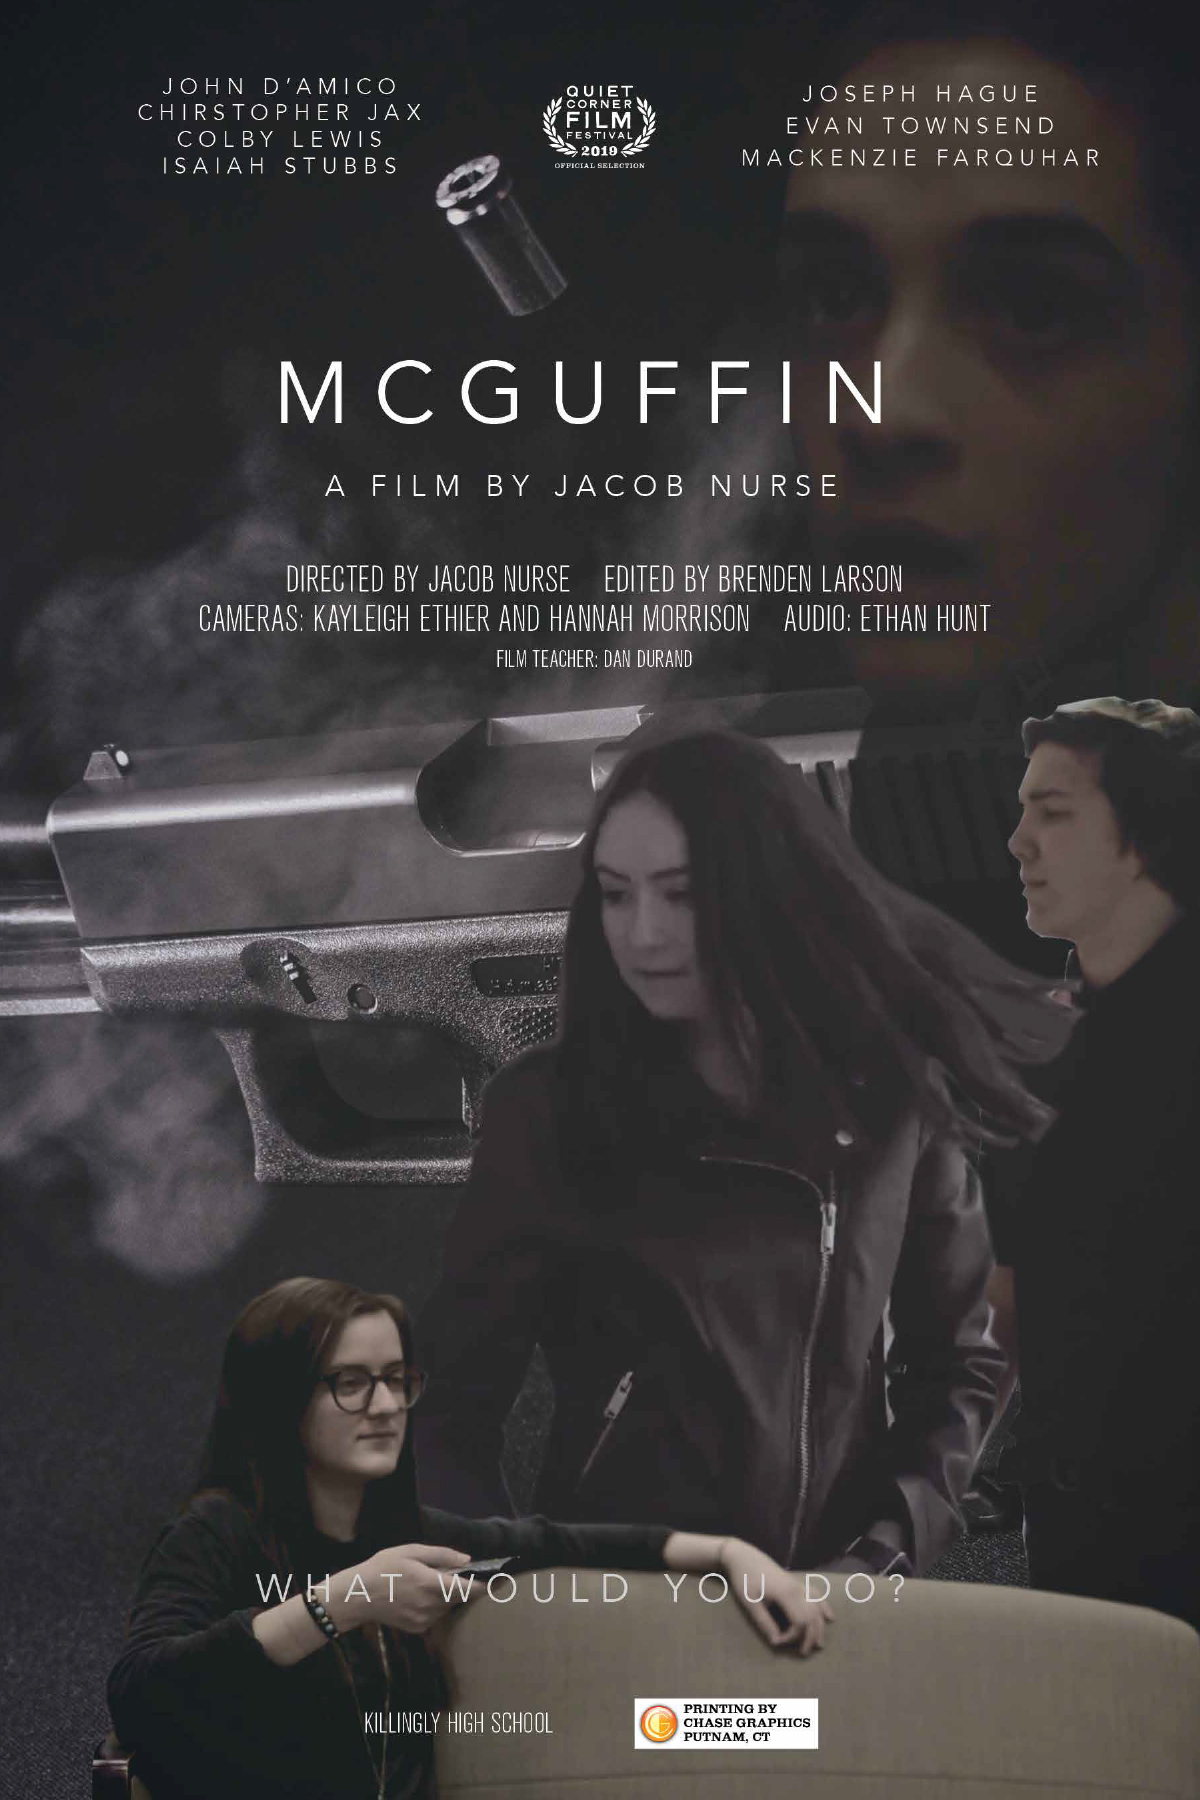 JOHN D'AMICO
CHIRSTOPHER JAX
COLBY LEWIS
ISAIAH STUBBS
QUIET
CORNER
FILM
FESTIVAL
2019
OFFICIAL SELECTION
JOSEPH HAGUE
EVAN TOWNSEND
MACKENZIE FARQUHAR
MCGUFFIN
A FILM BY JACOB NURSE
DIRECTED BY JACOB NURSE EDITED BY BRENDEN LARSON
CAMERAS: KAYLEIGH ETHIER AND HANNAH MORRISON AUDIO: ETHAN HUNT
FILM TEACHER: DAN DURAND
WHAT WOULD YOU DO?
KILLINGLY HIGH SCHOOL
PRINTING BY
CHASE GRAPHICS
PUTNAM, CT